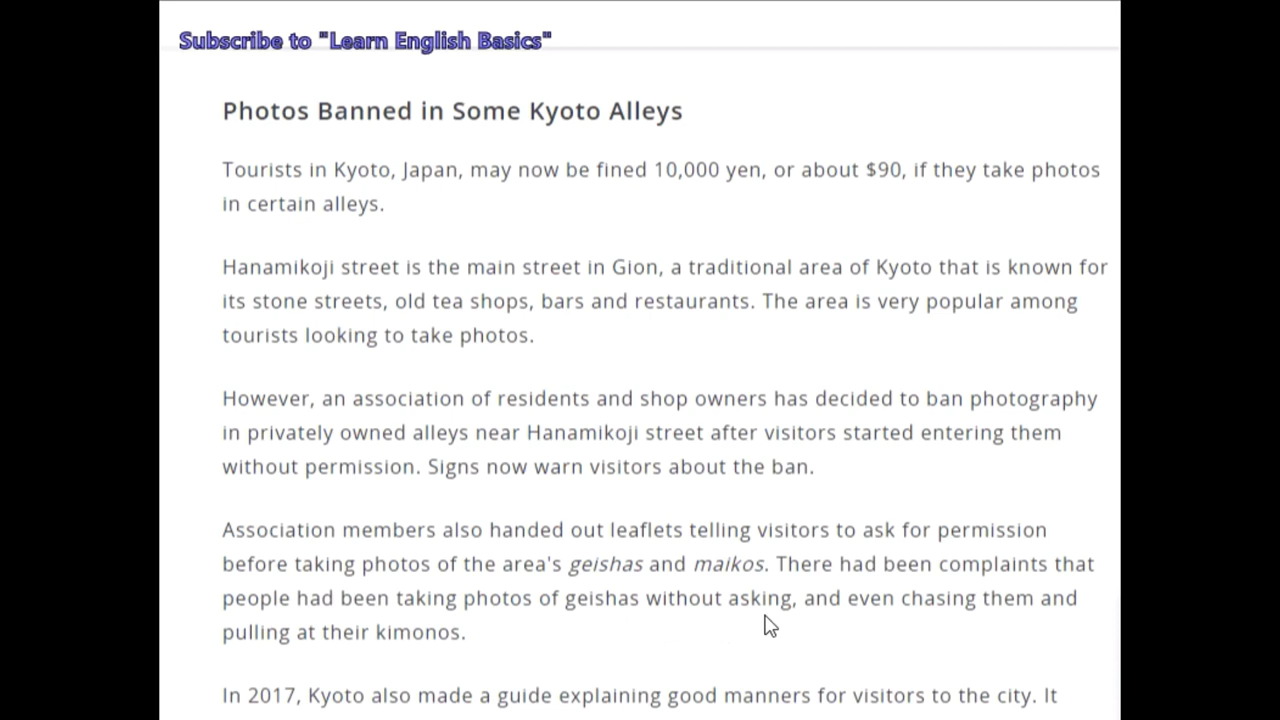 Subscribe to "Learn English Basics"
Photos Banned in Some Kyoto Alleys
Tourists in Kyoto, Japan, may now be fined 10,000 yen, or about $90, if they take photos
in certain alleys.
Hanamikoji street is the main street in Gion, a traditional area of Kyoto that is known for
its stone streets, old tea shops, bars and restaurants. The area is very popular among
tourists looking to take photos.
However, an association of residents and shop owners has decided to ban photography
in privately owned alleys near Hanamikoji street after visitors started entering them
without permission. Signs now warn visitors about the ban.
Association members also handed out leaflets telling visitors to ask for permission
before taking photos of the area's geishas and maikos. There had been complaints that
people had been taking photos of geishas without asking, and even chasing them and
pulling at their kimonos.
In 2017, Kyoto also made a guide explaining good manners for visitors to the city. It